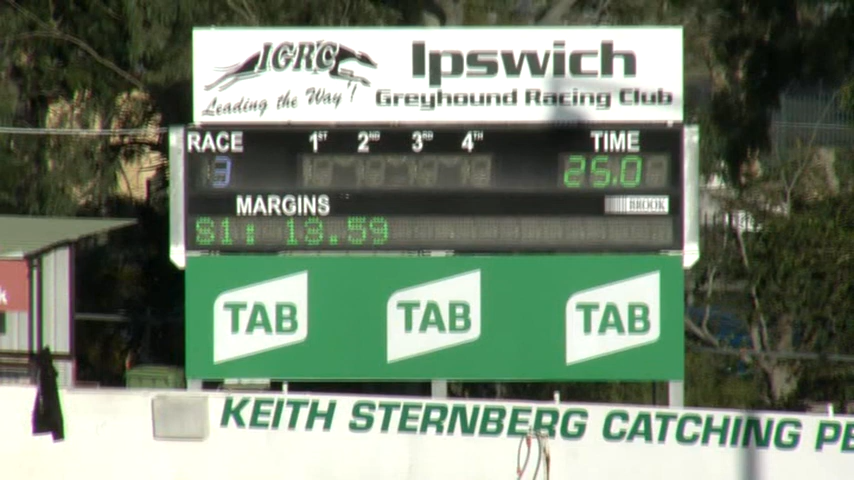 IGRC Ipswich
Leading the Way! Greyhound Racing Club
RACE 1ST 2ND 3RD 4TH TIME
3 25.0
MARGINS BROOK
S1: 13.59
TAB TAB TAB
KEITH STERNBERG CATCHING PE